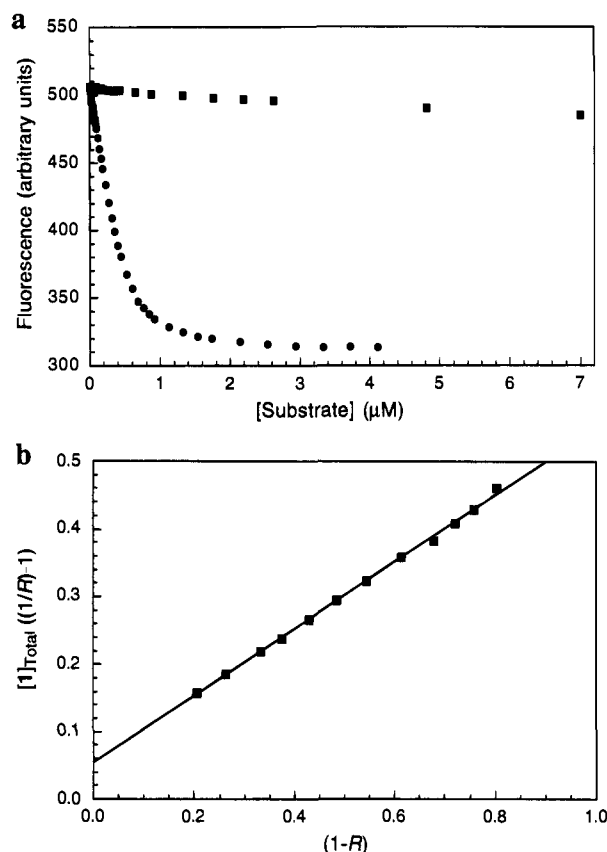 a
Fluorescence (arbitrary units)
550
500
450
400
350
300
0 1 2 3 4 5 6 7
[Substrate] (μM)
b
[1]Total ((1/R)-1)
0.5
0.4
0.3
0.2
0.1
0.0
0.0 0.2 0.4 0.6 0.8 1.0
(1-R)